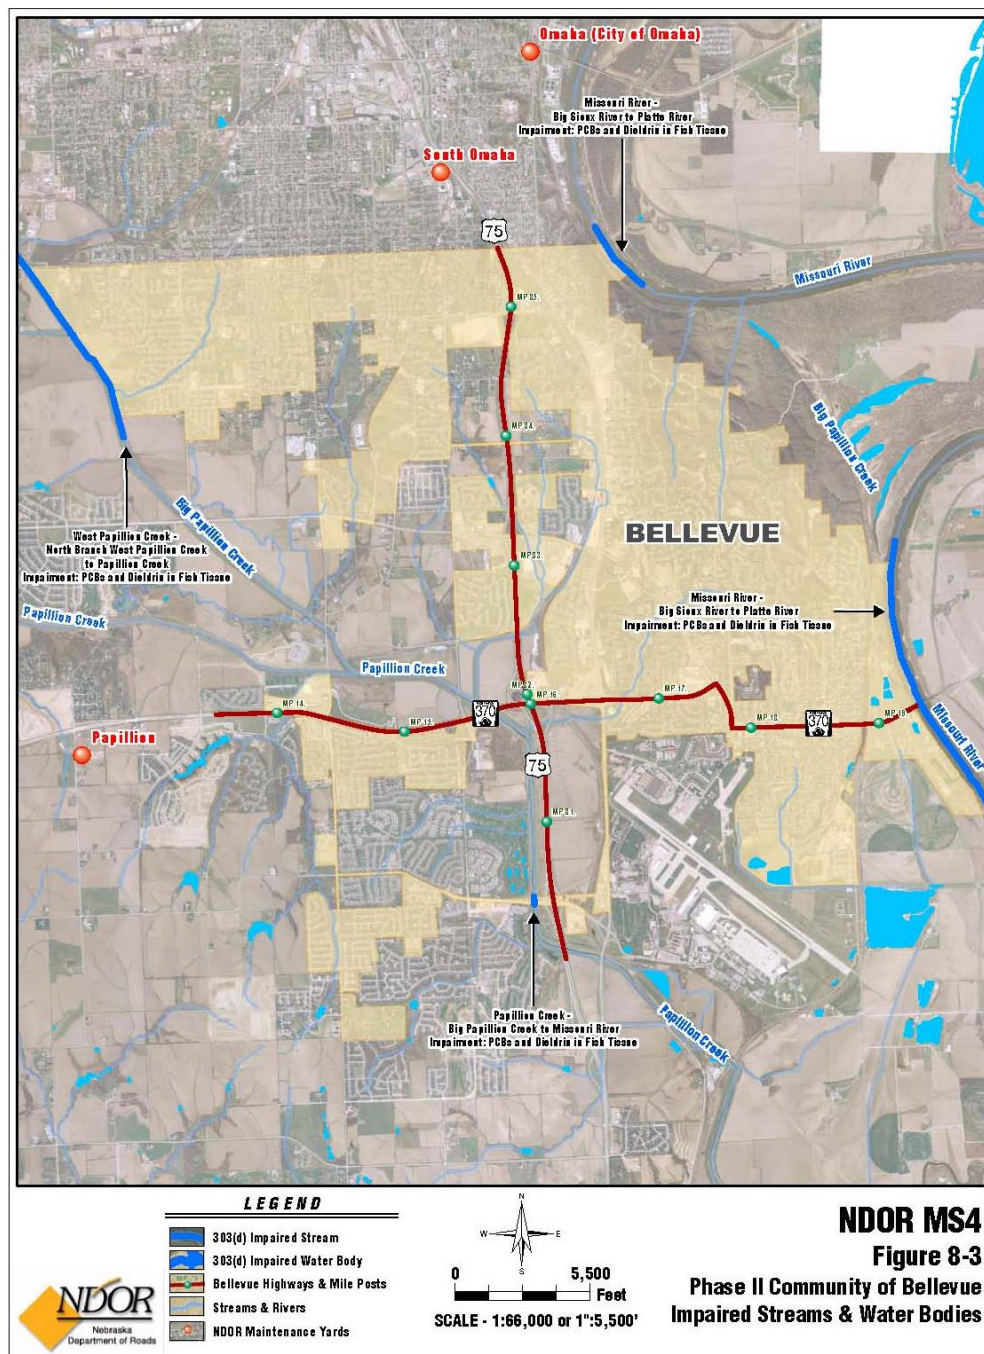 Omaha (City of Omaha)
Missouri River -
Big Sioux River to Platte River
Impairment: PCBs and Dieldrin in Fish Tissue
South Omaha
75
Missouri River
MP 85.
Big Papillion Creek
MP 84.
West Papillion Creek -
North Branch West Papillion Creek
to Papillion Creek
Impairment: PCBs and Dieldrin in Fish Tissue
Big Papillion Creek
BELLEVUE
MP 83.
Missouri River -
Big Sioux River to Platte River
Impairment: PCBs and Dieldrin in Fish Tissue
Papillion Creek
Papillion Creek
MP 82.
MP 16.
MP 17.
MP 14.
370
MP 15.
MP 18.
370
MP 19.
Missouri River
Papillion
75
MP 81.
Papillion Creek -
Big Papillion Creek to Missouri River
Impairment: PCBs and Dieldrin in Fish Tissue
Papillion Creek
LEGEND
303(d) Impaired Stream
303(d) Impaired Water Body
Bellevue Highways & Mile Posts
Streams & Rivers
NDOR Maintenance Yards
NDOR
Nebraska
Department of Roads
N
W
E
S
0
5,500
Feet
SCALE - 1:66,000 or 1":5,500'
NDOR MS4
Figure 8-3
Phase II Community of Bellevue
Impaired Streams & Water Bodies